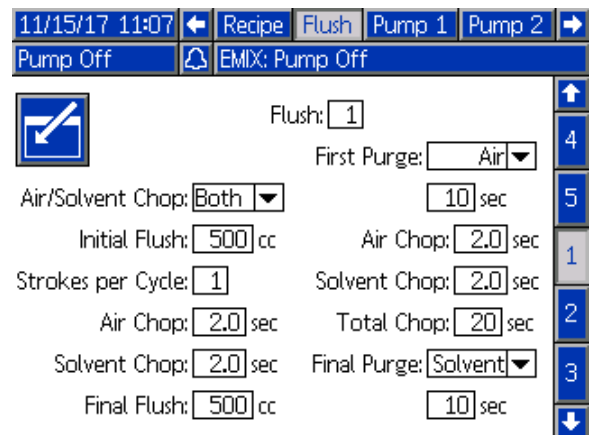 11/15/17 11:07 Recipe Flush Pump 1 Pump 2
Pump Off EMIX: Pump Off
Flush: 1
First Purge: Air
10 sec
Air/Solvent Chop: Both
Initial Flush: 500 cc
Air Chop: 2.0 sec
Strokes per Cycle: 1
Solvent Chop: 2.0 sec
Air Chop: 2.0 sec
Total Chop: 20 sec
Solvent Chop: 2.0 sec
Final Purge: Solvent
Final Flush: 500 cc
10 sec
4
5
1
2
3